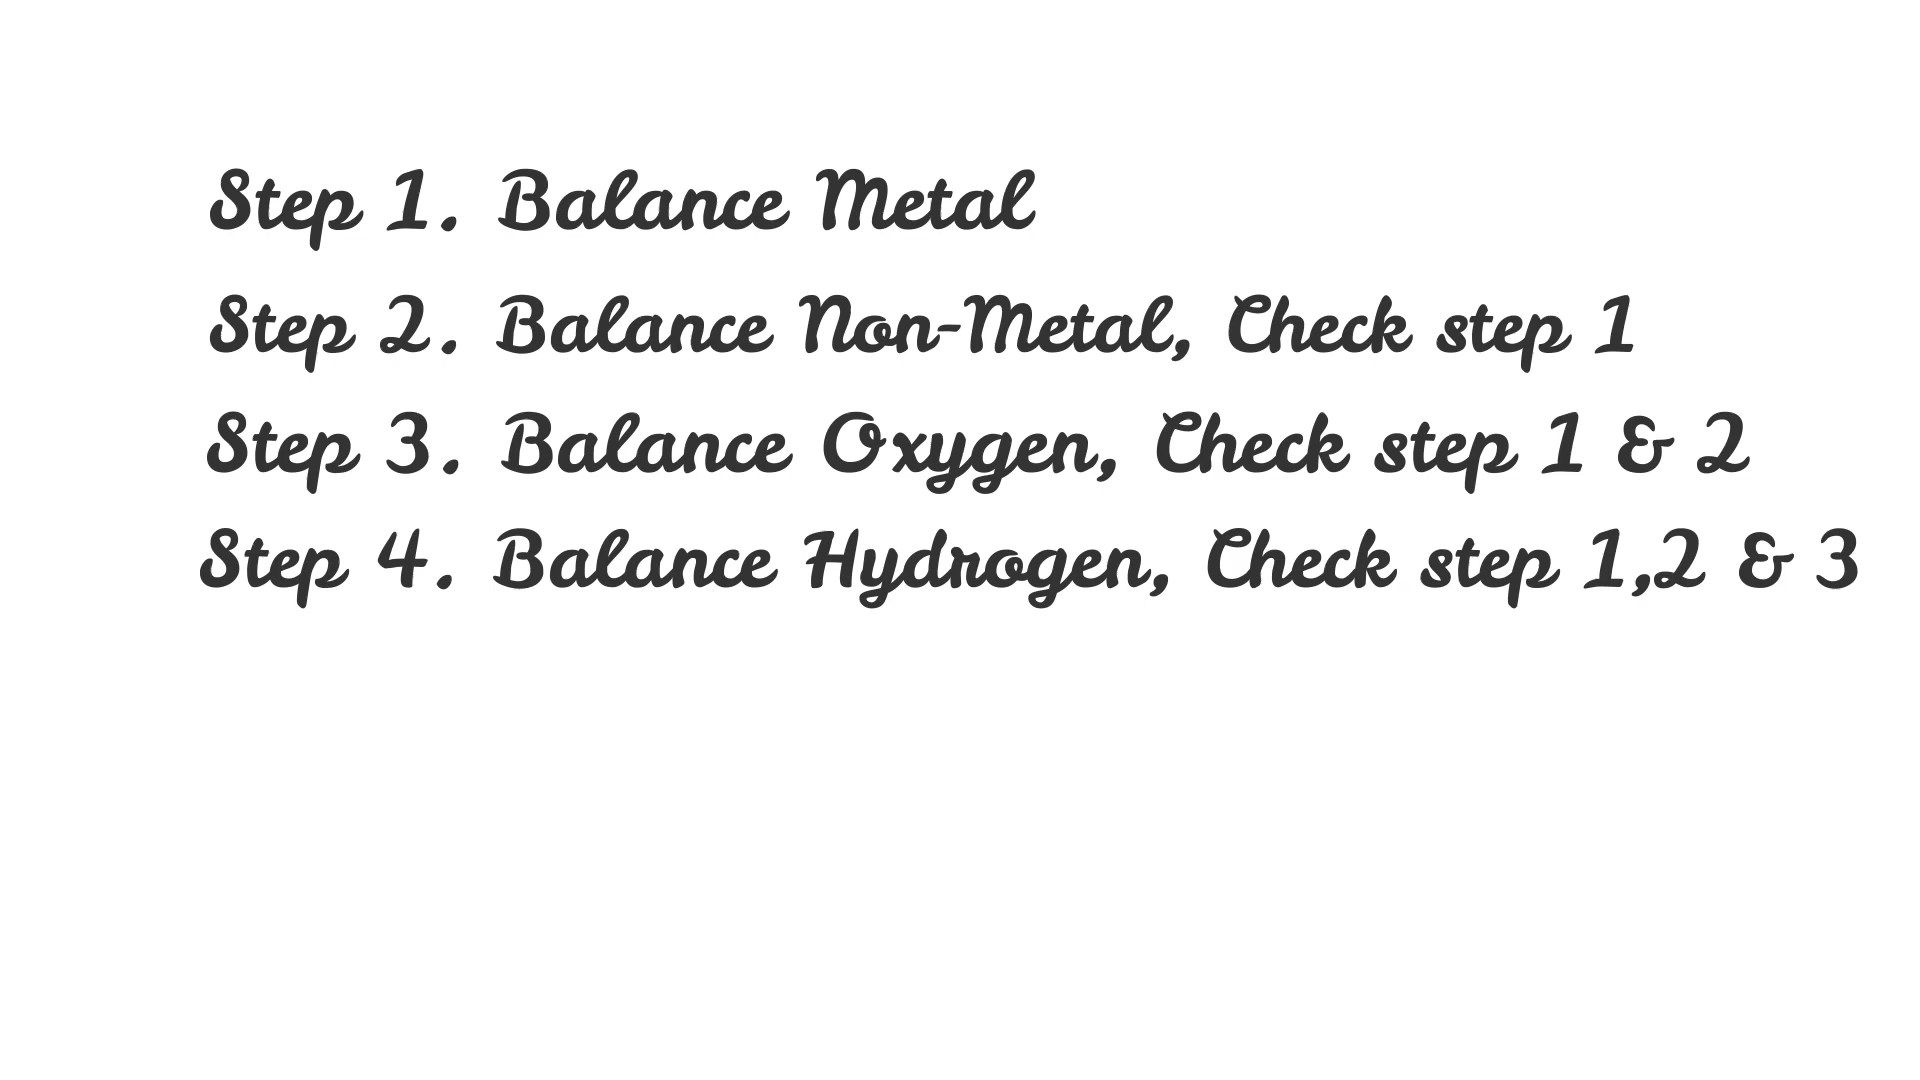 Step 1. Balance Metal
Step 2. Balance Non-Metal, Check step 1
Step 3. Balance Oxygen, Check step 1 & 2
Step 4. Balance Hydrogen, Check step 1,2 & 3